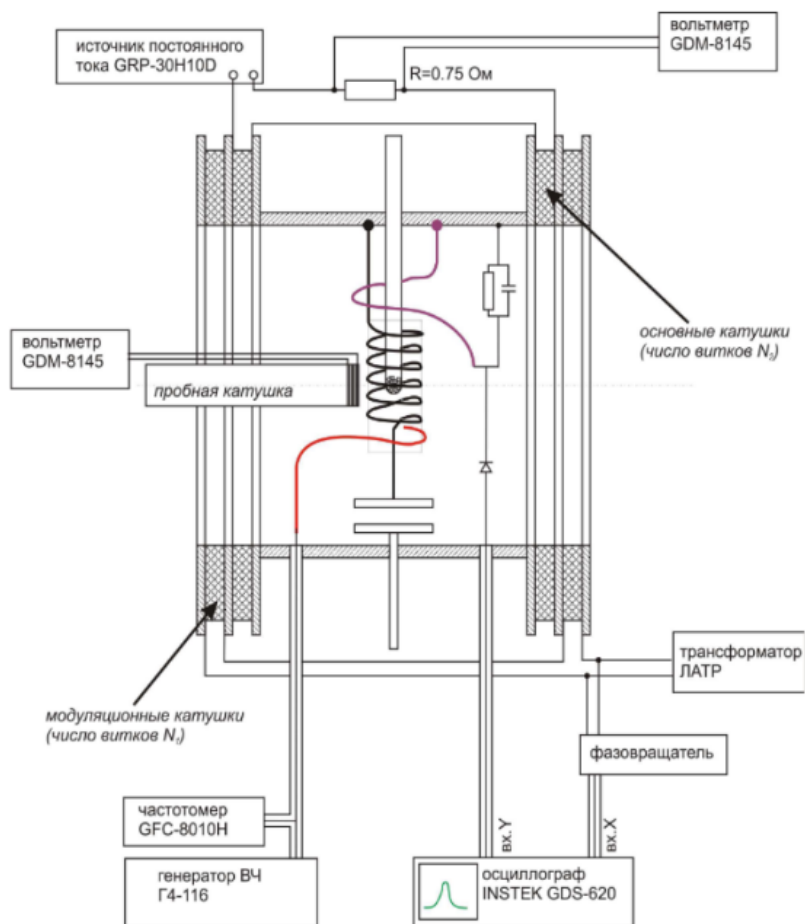 источник постоянного
тока GRP-30H10D
R=0.75 Ом
вольтметр
GDM-8145
основные катушки
(число витков N₀)
вольтметр
GDM-8145
пробная катушка
модуляционные катушки
(число витков N₁)
трансформатор
ЛАТР
фазовращатель
частотомер
GFC-8010H
генератор ВЧ
Г4-116
вх.Y
вх.X
осциллограф
INSTEK GDS-620